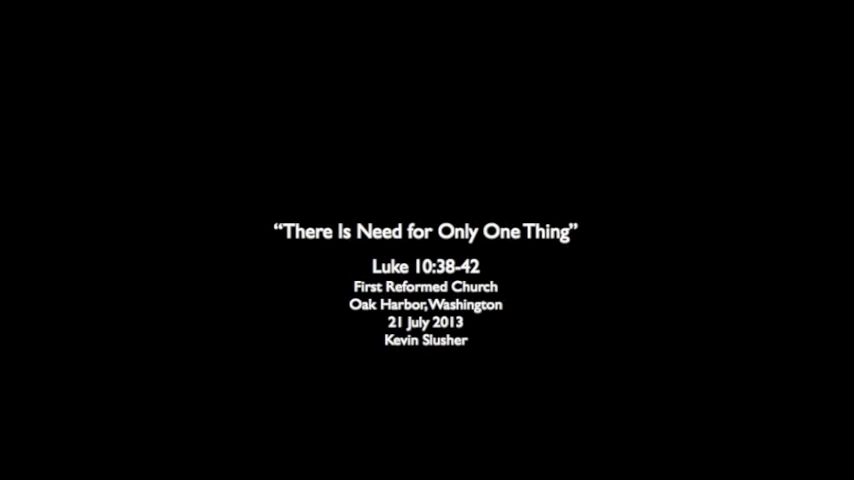 “There Is Need for Only One Thing”
Luke 10:38-42
First Reformed Church
Oak Harbor, Washington
21 July 2013
Kevin Slusher